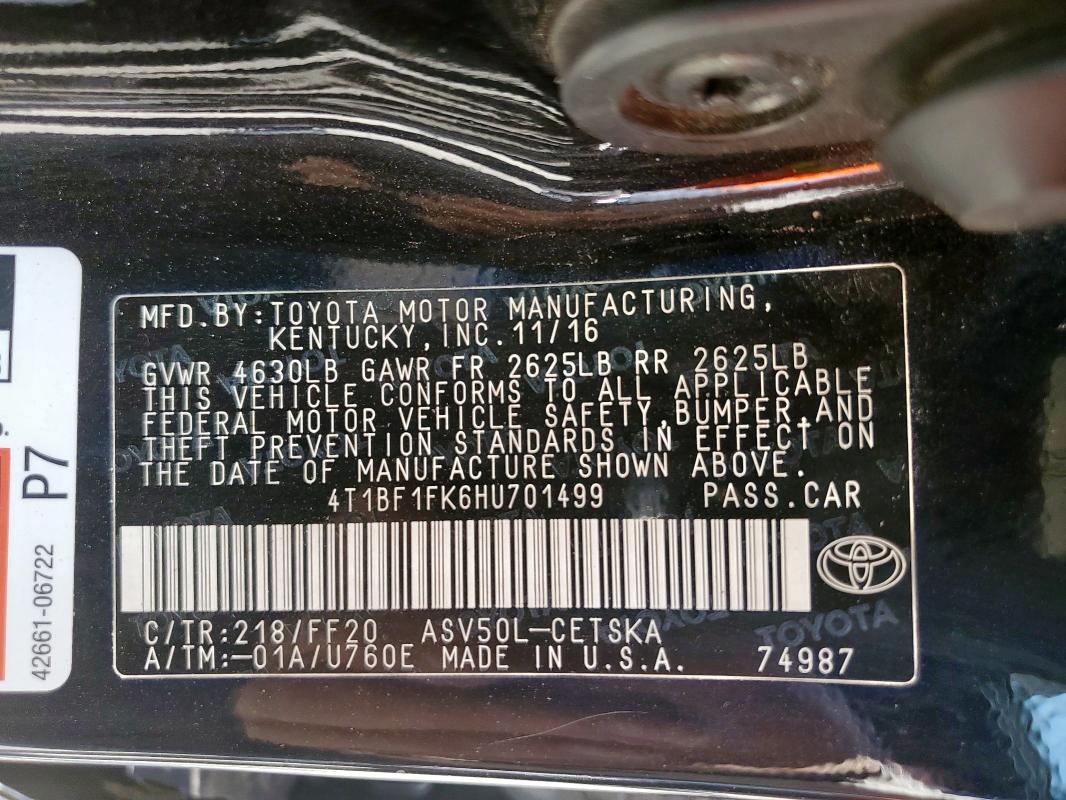 MFD.BY:TOYOTA MOTOR MANUFACTURING,
KENTUCKY,INC.11/16
GVWR 4630LB GAWR FR 2625LB RR 2625LB
THIS VEHICLE CONFORMS TO ALL APPLICABLE
FEDERAL MOTOR VEHICLE SAFETY,BUMPER,AND
THEFT PREVENTION STANDARDS IN EFFECT ON
THE DATE OF MANUFACTURE SHOWN ABOVE.
4T1BF1FK6HU701499 PASS.CAR
C/TR:218/FF20 ASV50L-CETSKA
A/TM:-01A/U760E MADE IN U.S.A. 74987
TOYOTA
P7
42661-06722